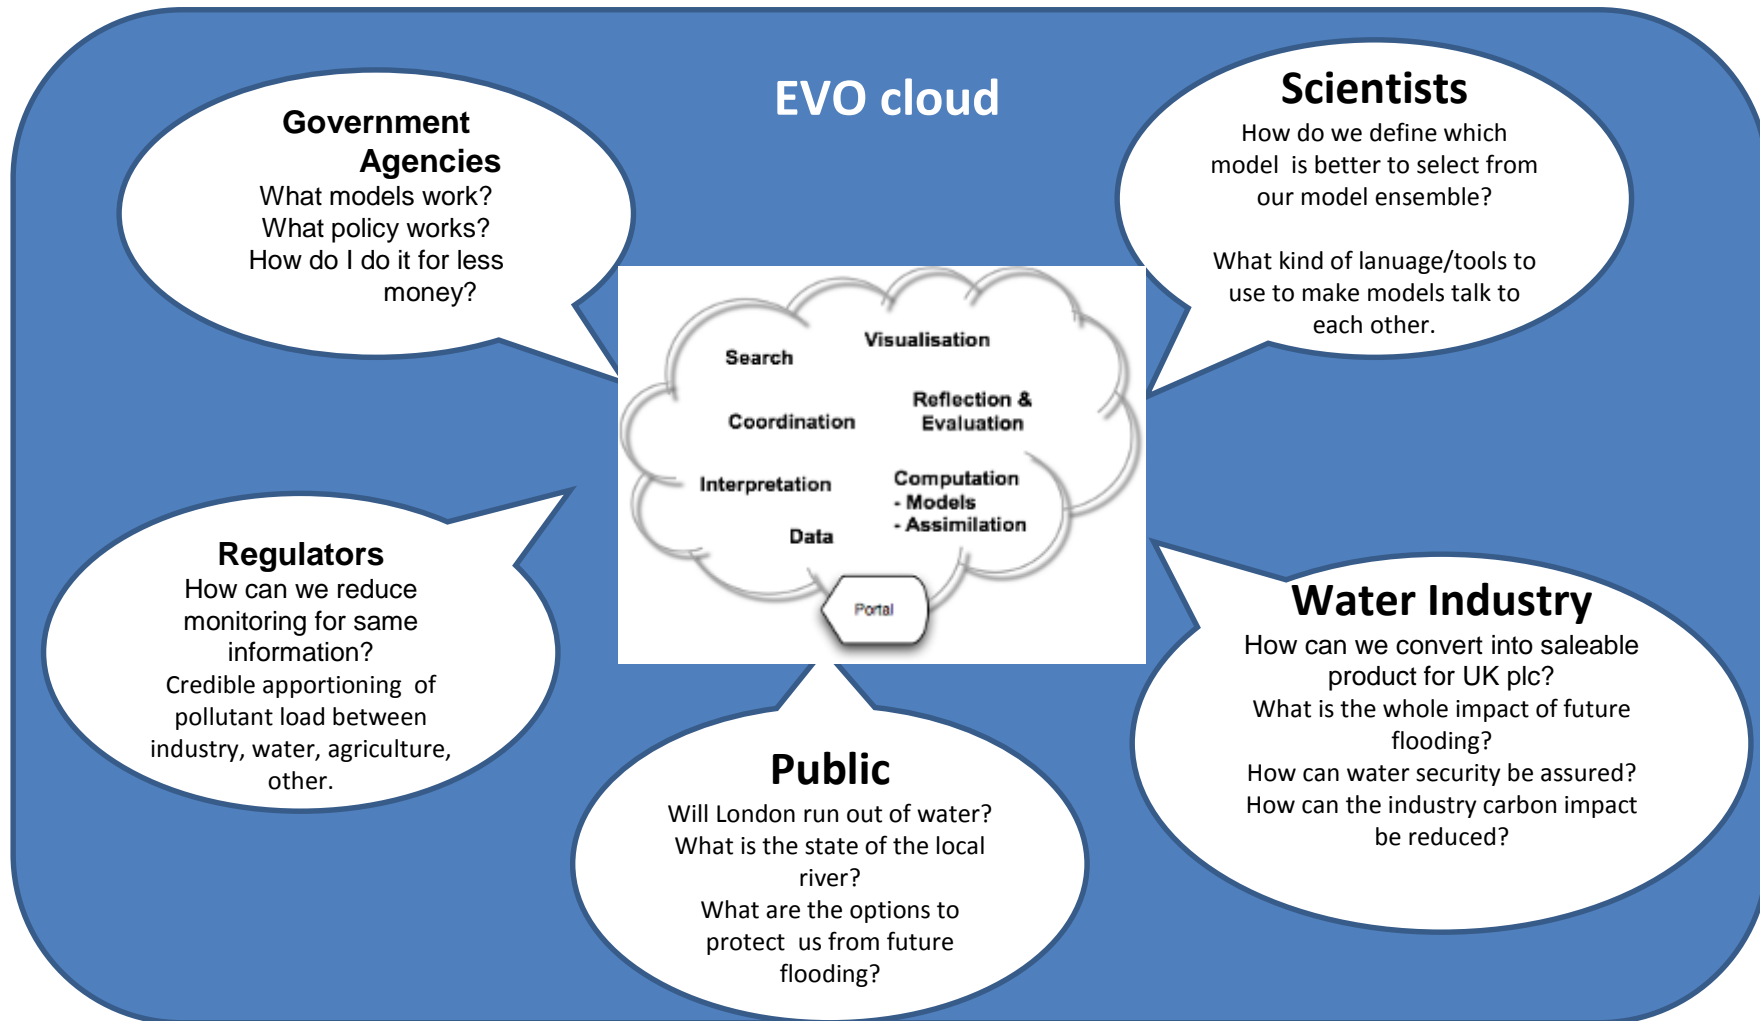 EVO cloud
Government
Agencies
What models work?
What policy works?
How do I do it for less
money?
Scientists
How do we define which
model is better to select from
our model ensemble?
What kind of lanuage/tools to
use to make models talk to
each other.
Search
Visualisation
Coordination
Reflection &
Evaluation
Interpretation
Computation
- Models
- Assimilation
Data
Portal
Regulators
How can we reduce
monitoring for same
information?
Credible apportioning of
pollutant load between
industry, water, agriculture,
other.
Public
Will London run out of water?
What is the state of the local
river?
What are the options to
protect us from future
flooding?
Water Industry
How can we convert into saleable
product for UK plc?
What is the whole impact of future
flooding?
How can water security be assured?
How can the industry carbon impact
be reduced?